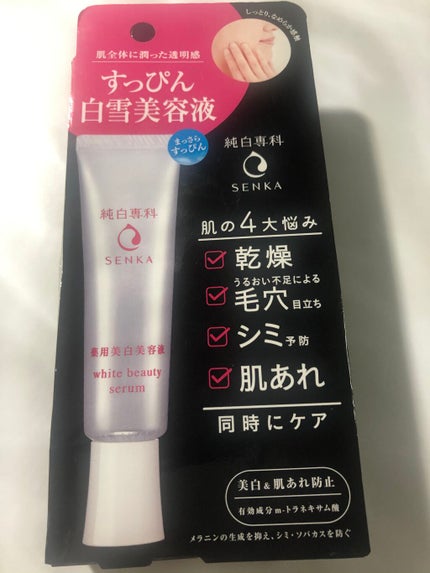 しっとり、なめらか感触
肌全体に潤った透明感
すっぴん
白雪美容液
まっさら
すっぴん
純白専科
SENKA
純白専科
SENKA
薬用美白美容液
white beauty
serum
肌の4大悩み
乾燥
うるおい不足による
毛穴目立ち
シミ予防
肌あれ
同時にケア
美白&肌あれ防止
有効成分 m-トラネキサム酸
メラニンの生成を抑え、シミ・ソバカスを防ぐ